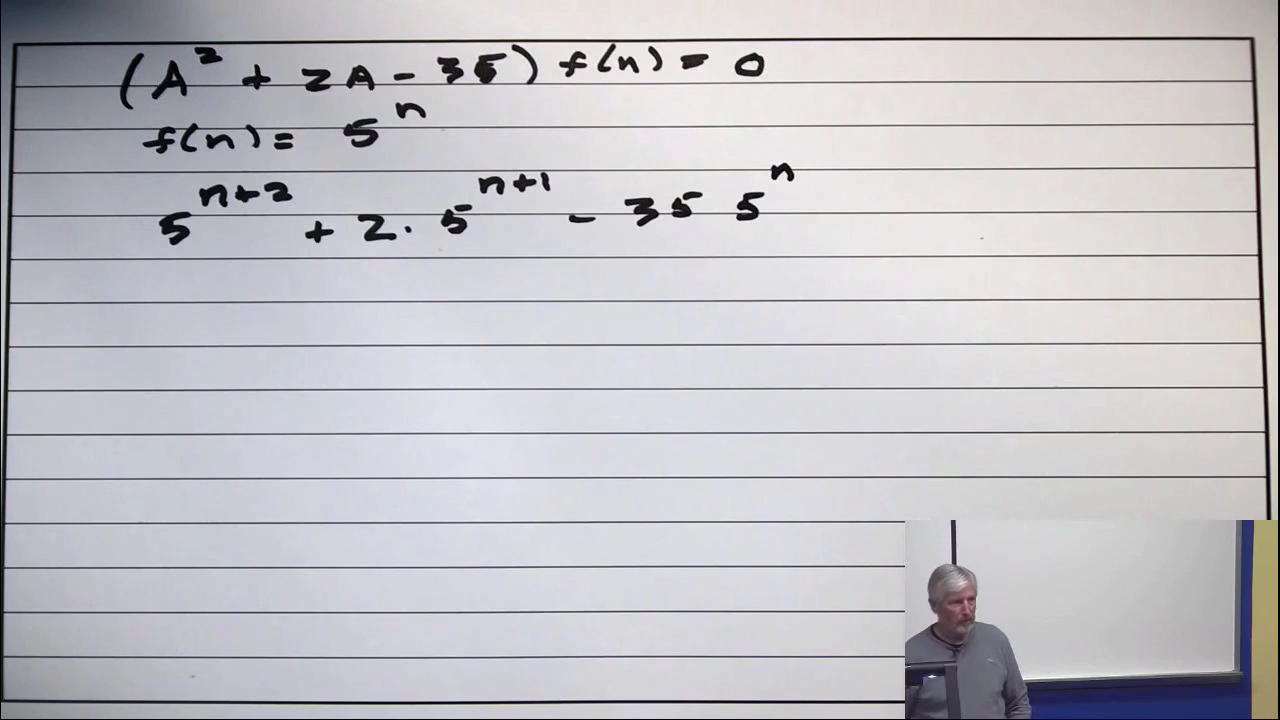 (A² + 2A - 35) f(n) = 0
f(n) = 5ⁿ
5ⁿ⁺² + 2· 5ⁿ⁺¹ - 35 5ⁿ